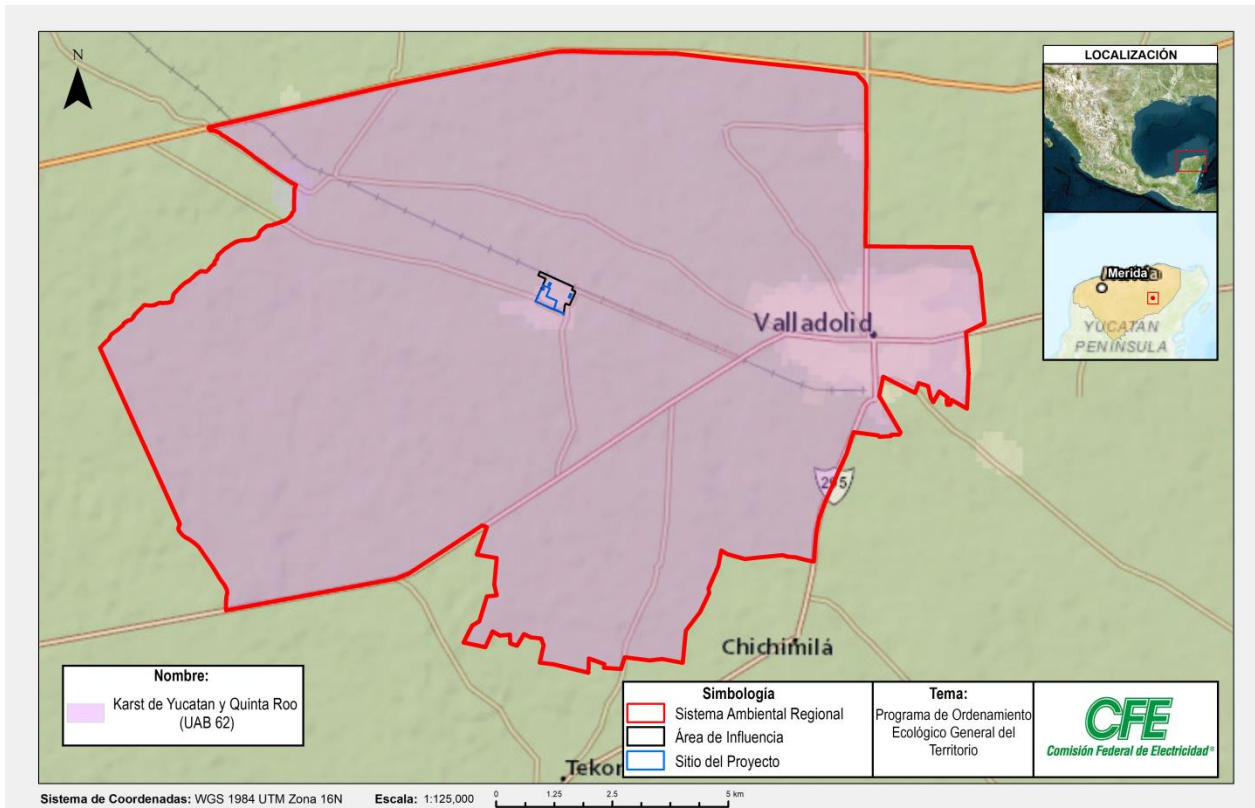 N
LOCALIZACIÓN
Merida
YUCATAN
PENINSULA
Valladolid
295
Chichimilá
Nombre:
Karst de Yucatan y Quinta Roo
(UAB 62)
Simbología
Sistema Ambiental Regional
Área de Influencia
Sitio del Proyecto
Tema:
Programa de Ordenamiento
Ecológico General del
Territorio
CFE
Comisión Federal de Electricidad®
Tekor
Sistema de Coordenadas: WGS 1984 UTM Zona 16N
Escala: 1:125,000
0 1.25 2.5 5 km